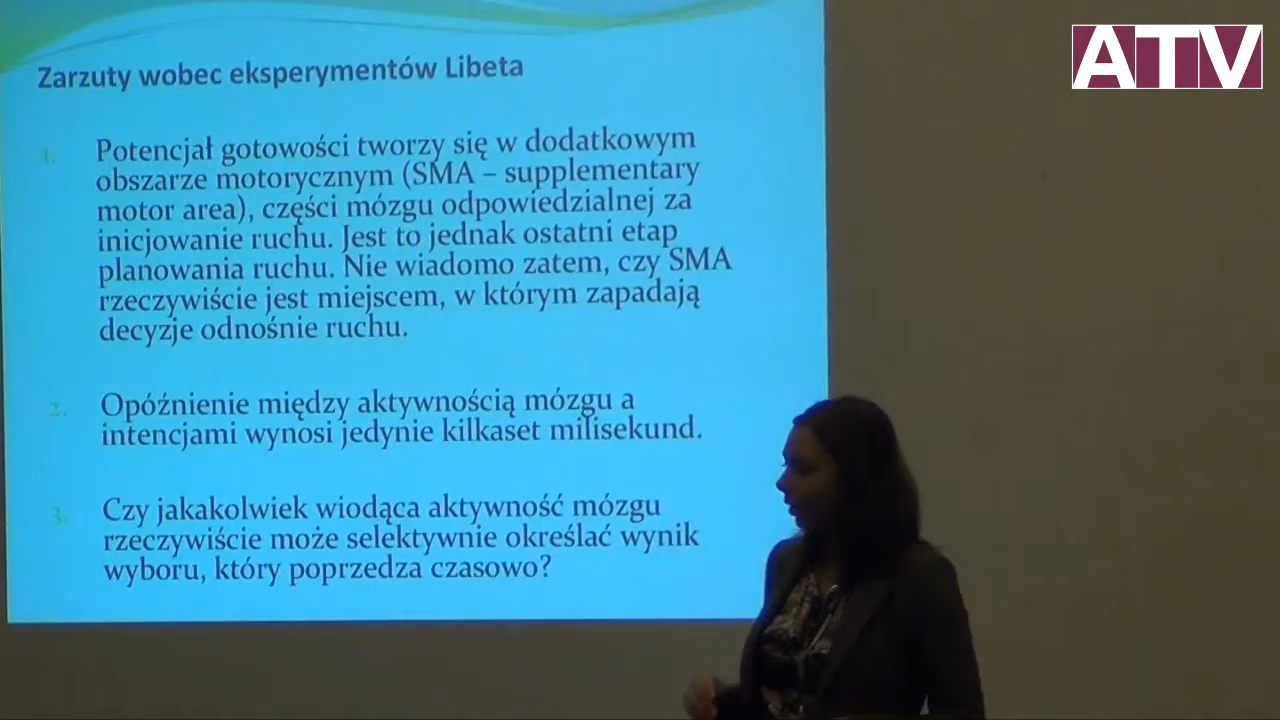 ATV
Zarzuty wobec eksperymentów Libeta
1. Potencjał gotowości tworzy się w dodatkowym
obszarze motorycznym (SMA – supplementary
motor area), części mózgu odpowiedzialnej za
inicjowanie ruchu. Jest to jednak ostatni etap
planowania ruchu. Nie wiadomo zatem, czy SMA
rzeczywiście jest miejscem, w którym zapadają
decyzje odnośnie ruchu.
2. Opóźnienie między aktywnością mózgu a
intencjami wynosi jedynie kilkaset milisekund.
3. Czy jakakolwiek wiodąca aktywność mózgu
rzeczywiście może selektywnie określać wynik
wyboru, który poprzedza czasowo?